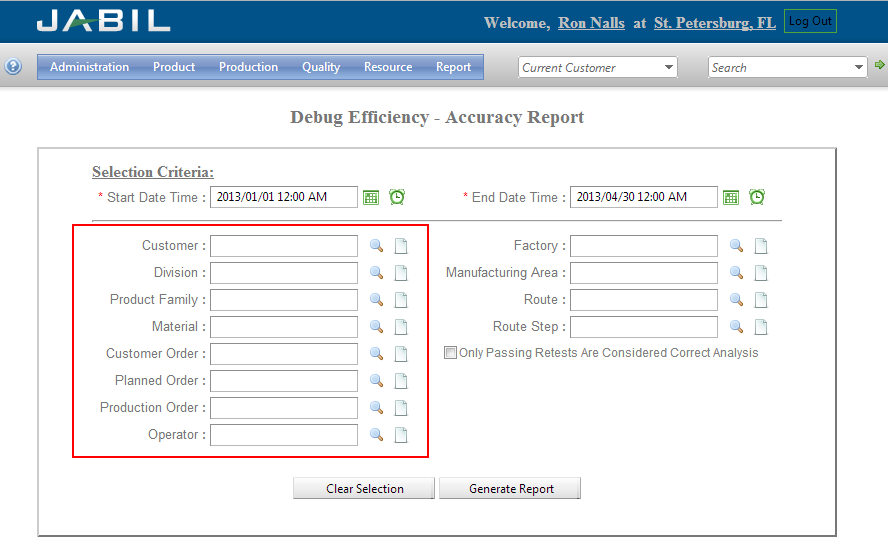 JABIL
Welcome, Ron Nalls at St. Petersburg, FL Log Out
? Administration Product Production Quality Resource Report Current Customer Search
Debug Efficiency - Accuracy Report
Selection Criteria:
* Start Date Time : 2013/01/01 12:00 AM * End Date Time : 2013/04/30 12:00 AM
Customer : Factory :
Division : Manufacturing Area :
Product Family : Route :
Material : Route Step :
Customer Order : Only Passing Retests Are Considered Correct Analysis
Planned Order :
Production Order :
Operator :
Clear Selection Generate Report